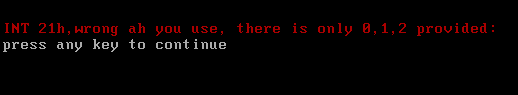 INT 21h,wrong ah you use, there is only 0,1,2 provided:
press any key to continue